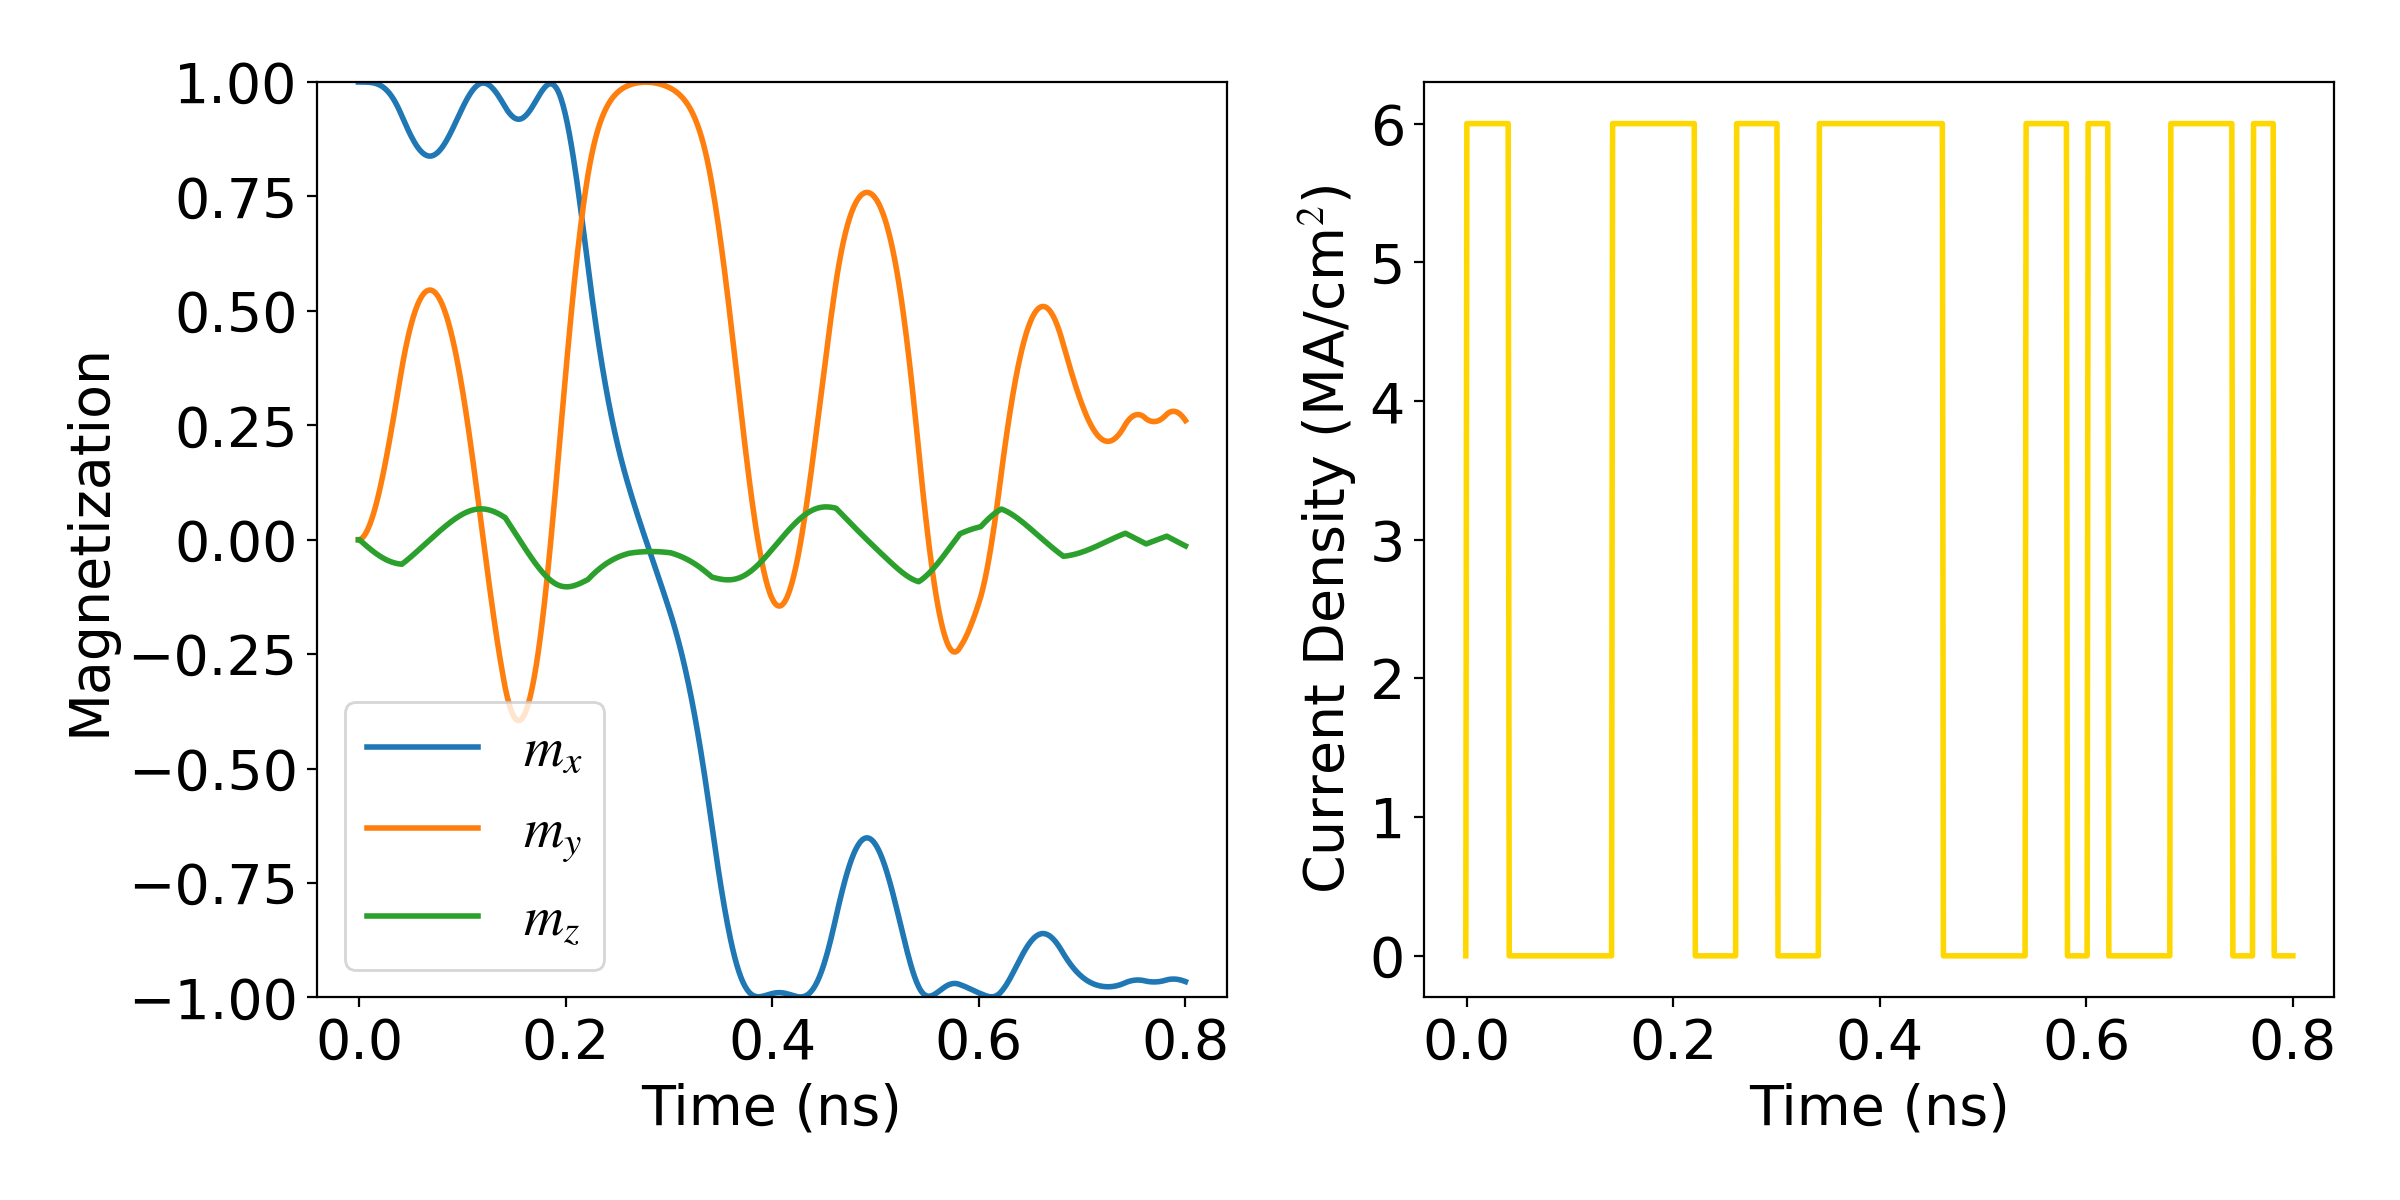 Magnetization
1.00
0.75
0.50
0.25
0.00
−0.25
−0.50
−0.75
−1.00
m_x
m_y
m_z
0.0 0.2 0.4 0.6 0.8
Time (ns)
Current Density (MA/cm²)
6
5
4
3
2
1
0
0.0 0.2 0.4 0.6 0.8
Time (ns)